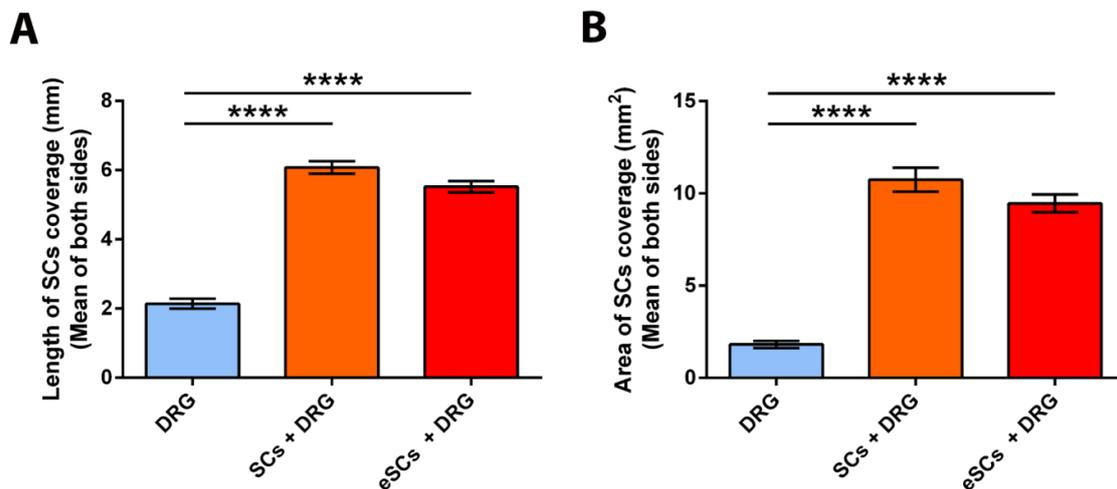 A
Length of SCs coverage (mm)
(Mean of both sides)
8
6
4
2
0
****
****
DRG
SCs + DRG
eSCs + DRG
B
Area of SCs coverage (mm²)
(Mean of both sides)
15
10
5
0
****
****
DRG
SCs + DRG
eSCs + DRG